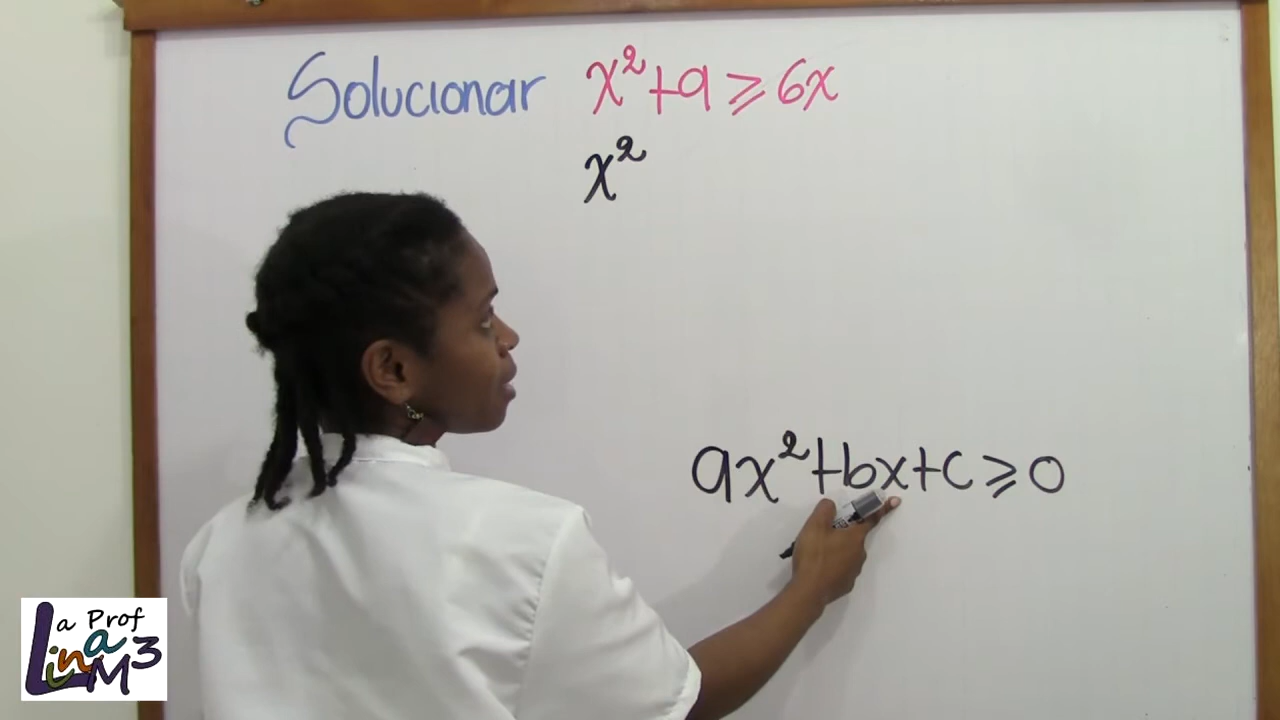 Solucionar x²+9 ≥ 6x
x²
ax²+bx+c ≥ 0
La Prof
Lina M3